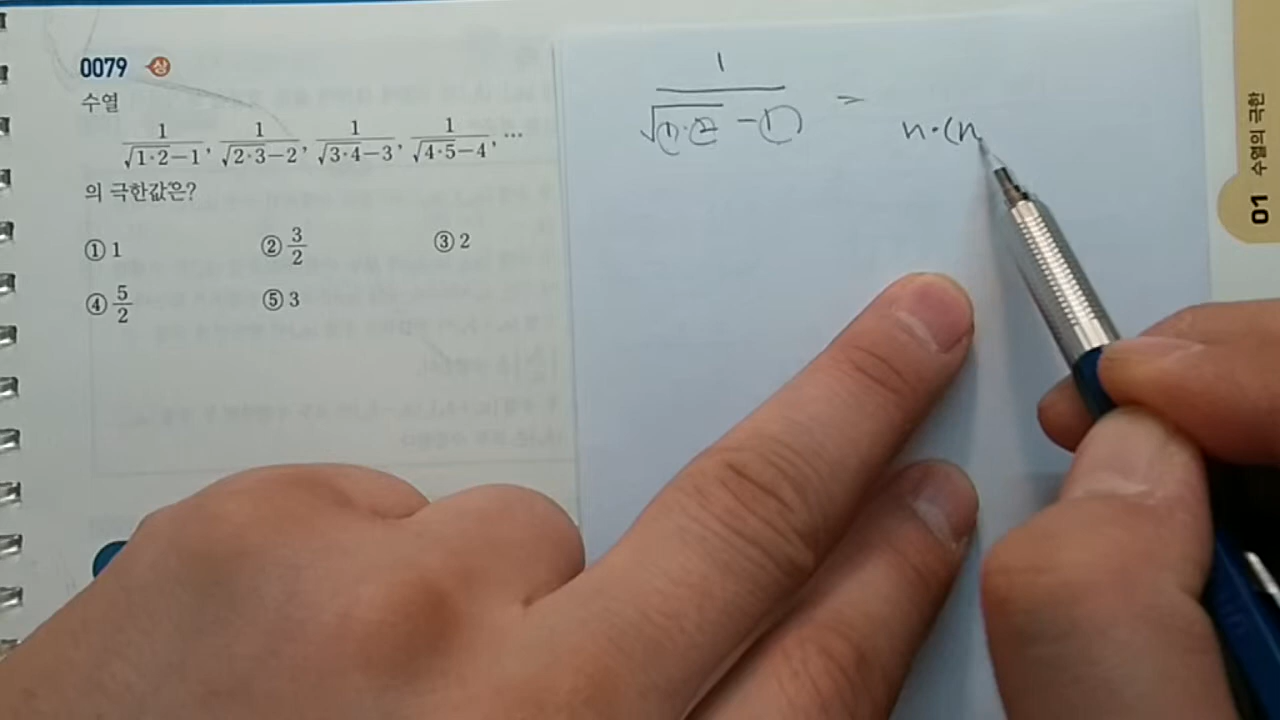 0079 상
수열
1/(√(1·2)−1), 1/(√(2·3)−2), 1/(√(3·4)−3), 1/(√(4·5)−4), ⋯
의 극한값은?
① 1 ② 3/2 ③ 2
④ 5/2 ⑤ 3
1/(√(1·2) − 1) =
n·(n
01 수열의 극한